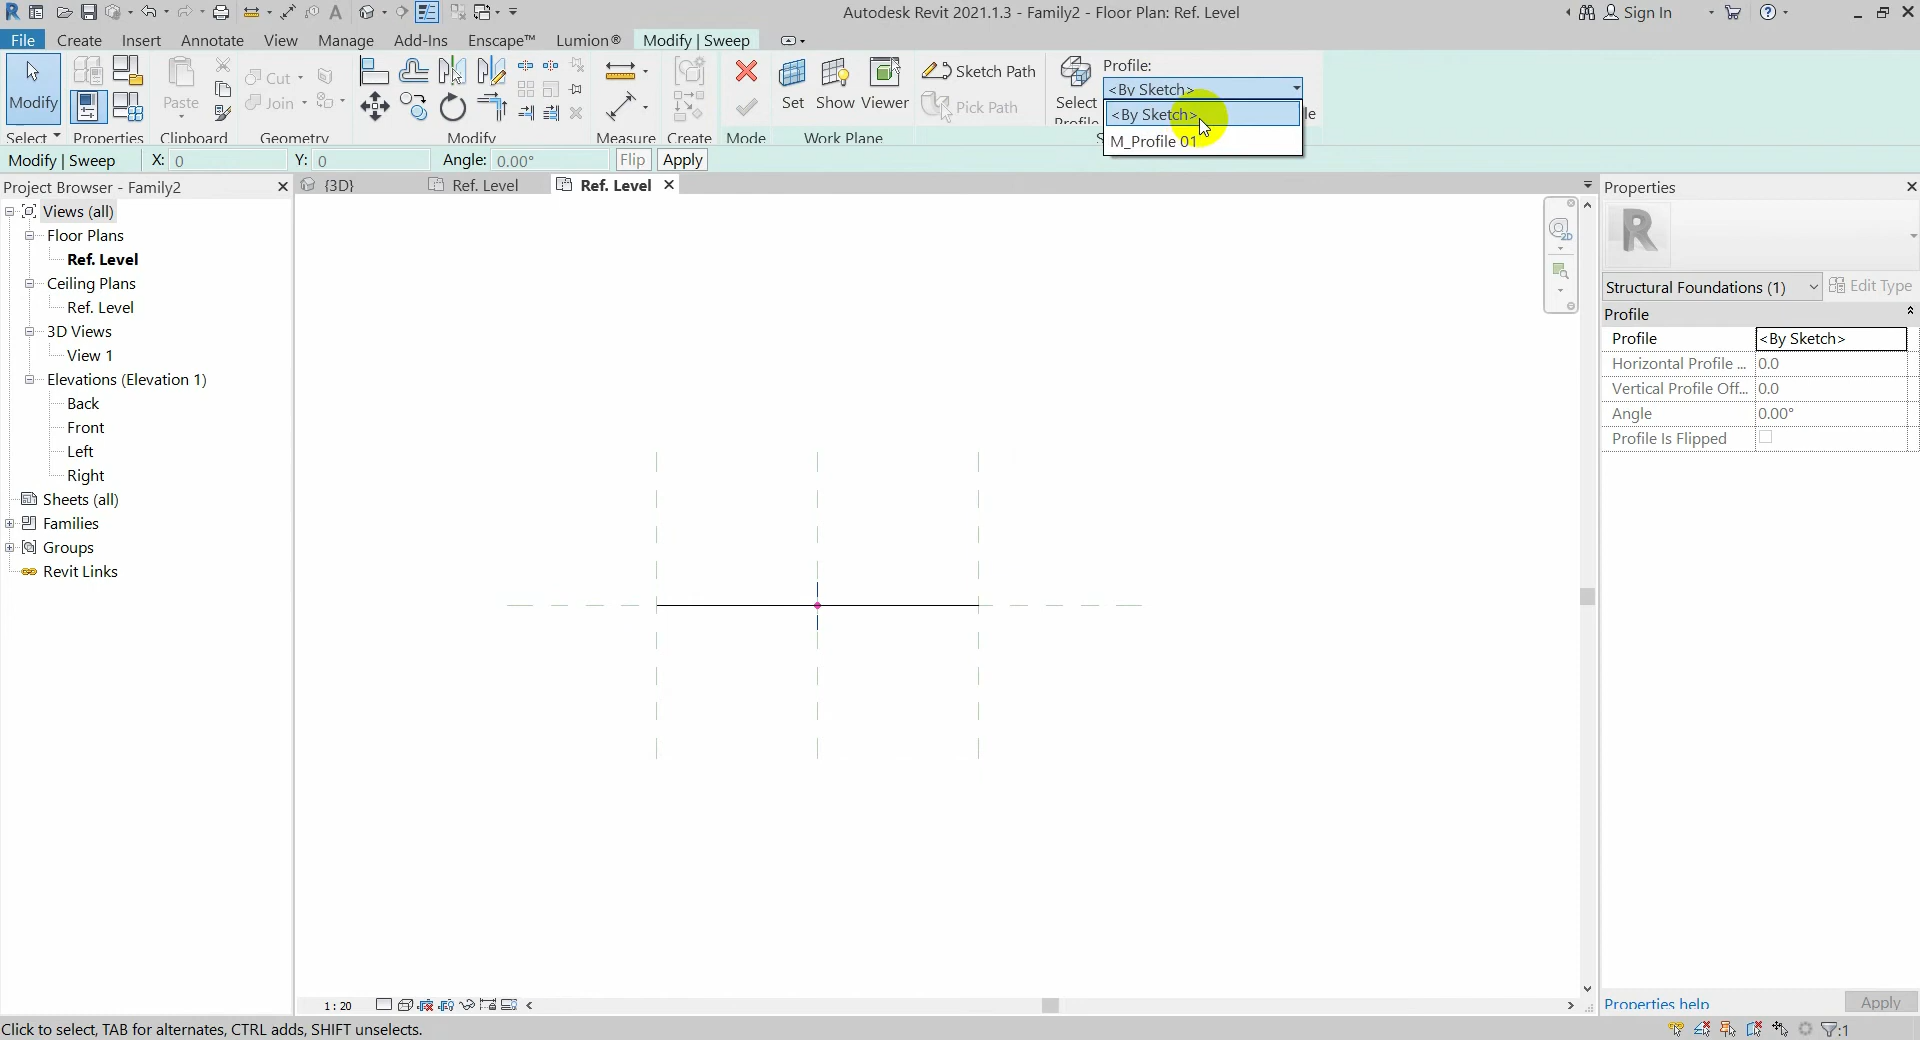 Autodesk Revit 2021.1.3 - Family2 - Floor Plan: Ref. Level
Sign In
File Create Insert Annotate View Manage Add-Ins Enscape™ Lumion® Modify | Sweep
Modify
Select
Properties
Paste
Cut
Join
Clipboard
Geometry
Modify
Measure
Create
Mode
Set Show Viewer
Work Plane
Sketch Path
Pick Path
Select
Profile
Profile:
<By Sketch>
<By Sketch>
M_Profile 01
Modify | Sweep X: 0 Y: 0 Angle: 0.00° Flip Apply
Project Browser - Family2
Views (all)
Floor Plans
Ref. Level
Ceiling Plans
Ref. Level
3D Views
View 1
Elevations (Elevation 1)
Back
Front
Left
Right
Sheets (all)
Families
Groups
Revit Links
{3D} Ref. Level Ref. Level
2D
Properties
R
Structural Foundations (1) Edit Type
Profile
Profile <By Sketch>
Horizontal Profile ... 0.0
Vertical Profile Off... 0.0
Angle 0.00°
Profile Is Flipped
Properties help Apply
1 : 20
Click to select, TAB for alternates, CTRL adds, SHIFT unselects.
:1